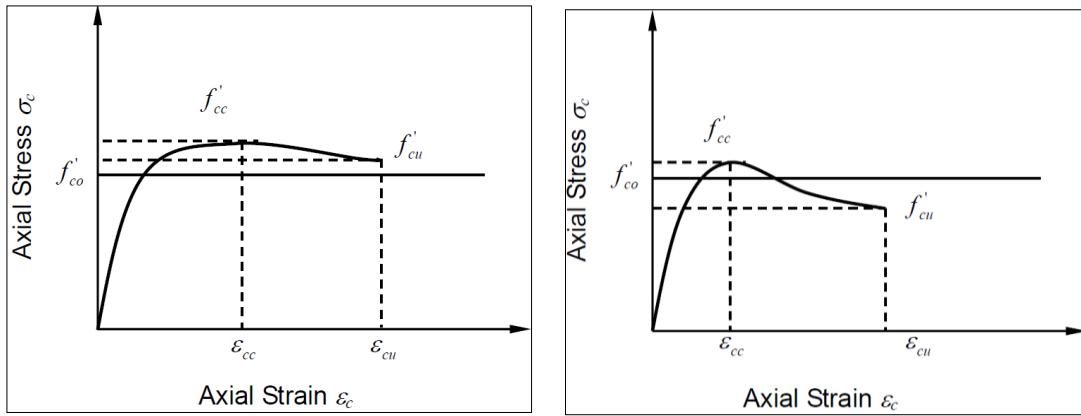 Axial Stress σc
f'cc
f'cu
f'co
εcc
εcu
Axial Strain εc
Axial Stress σc
f'cc
f'co
f'cu
εcc
εcu
Axial Strain εc